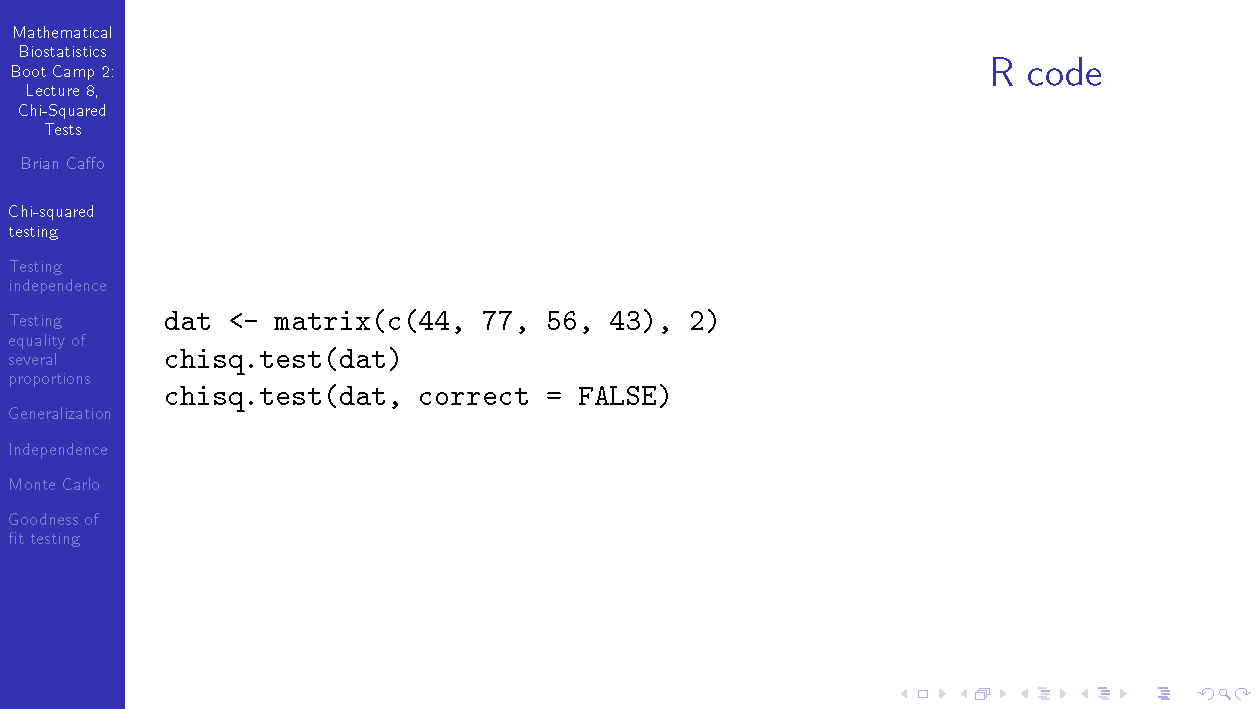 Mathematical
Biostatistics
Boot Camp 2:
Lecture 8,
Chi-Squared
Tests
Brian Caffo
Chi-squared
testing
Testing
independence
Testing
equality of
several
proportions
Generalization
Independence
Monte Carlo
Goodness of
fit testing
R code
dat <- matrix(c(44, 77, 56, 43), 2)
chisq.test(dat)
chisq.test(dat, correct = FALSE)